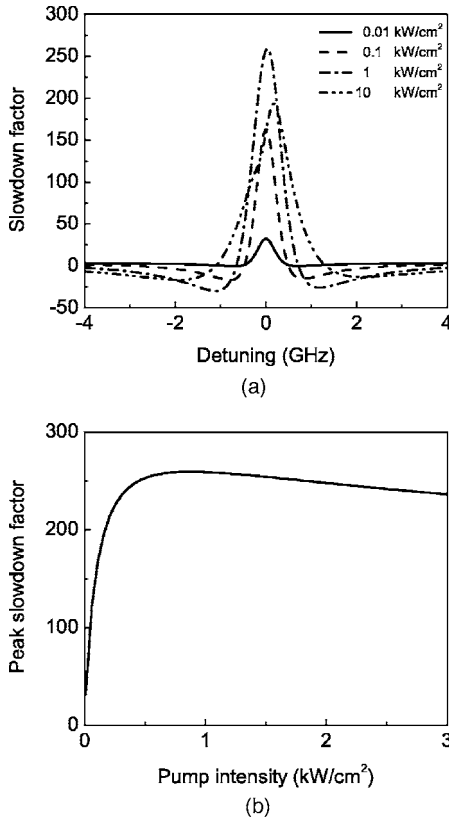 300
250
200
150
100
50
0
-50
Slowdown factor
0.01 kW/cm²
0.1 kW/cm²
1 kW/cm²
10 kW/cm²
-4 -2 0 2 4
Detuning (GHz)
(a)
300
200
100
0
Peak slowdown factor
0 1 2 3
Pump intensity (kW/cm²)
(b)